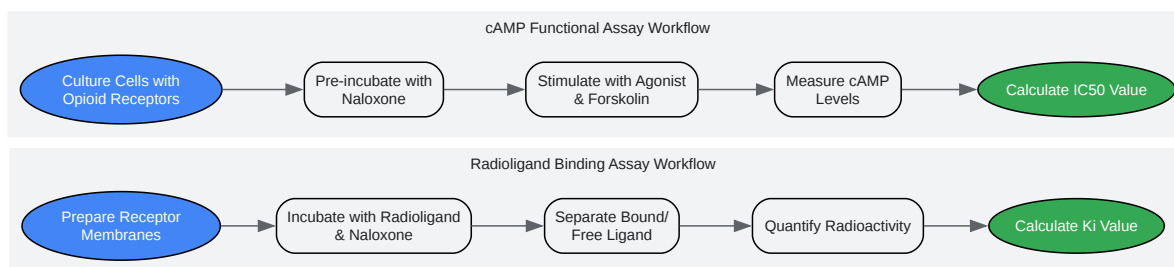 cAMP Functional Assay Workflow
Culture Cells with
Opioid Receptors
Pre-incubate with
Naloxone
Stimulate with Agonist
& Forskolin
Measure cAMP
Levels
Calculate IC50 Value
Radioligand Binding Assay Workflow
Prepare Receptor
Membranes
Incubate with Radioligand
& Naloxone
Separate Bound/
Free Ligand
Quantify Radioactivity
Calculate Ki Value